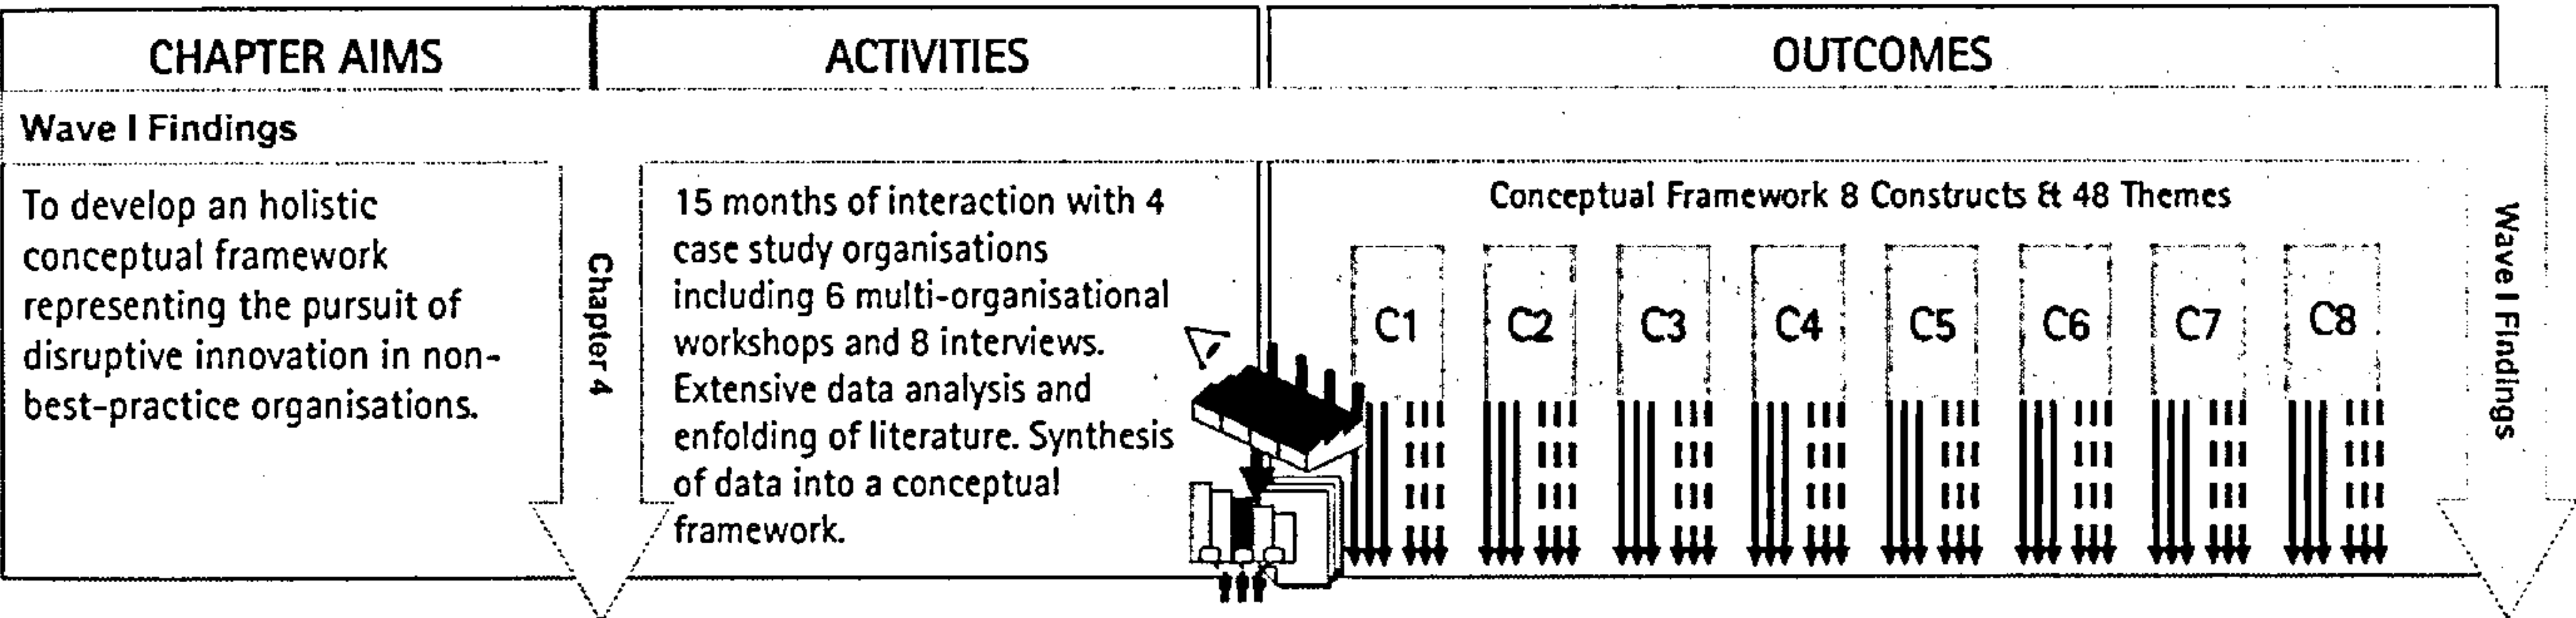 CHAPTER AIMS
ACTIVITIES
OUTCOMES
Wave I Findings
To develop an holistic
conceptual framework
representing the pursuit of
disruptive innovation in non-
best-practice organisations.
Chapter 4
15 months of interaction with 4
case study organisations
including 6 multi-organisational
workshops and 8 interviews.
Extensive data analysis and
enfolding of literature. Synthesis
of data into a conceptual
framework.
Conceptual Framework 8 Constructs & 48 Themes
C1
C2
C3
C4
C5
C6
C7
C8
Wave I Findings